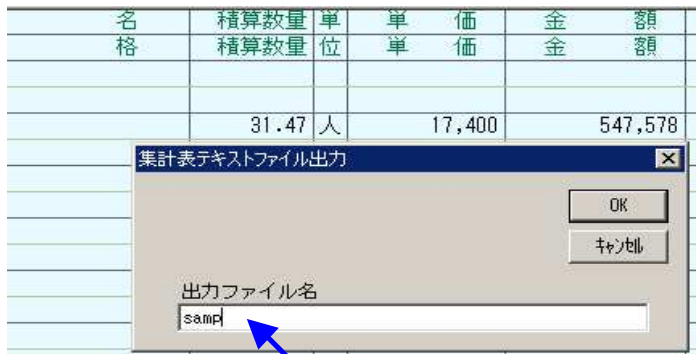 名 積算数量 単 単 価 金 額
格 積算数量 位 単 価 金 額
31.47 人 17,400 547,578
集計表テキストファイル出力
OK
キャンセル
出力ファイル名
samp